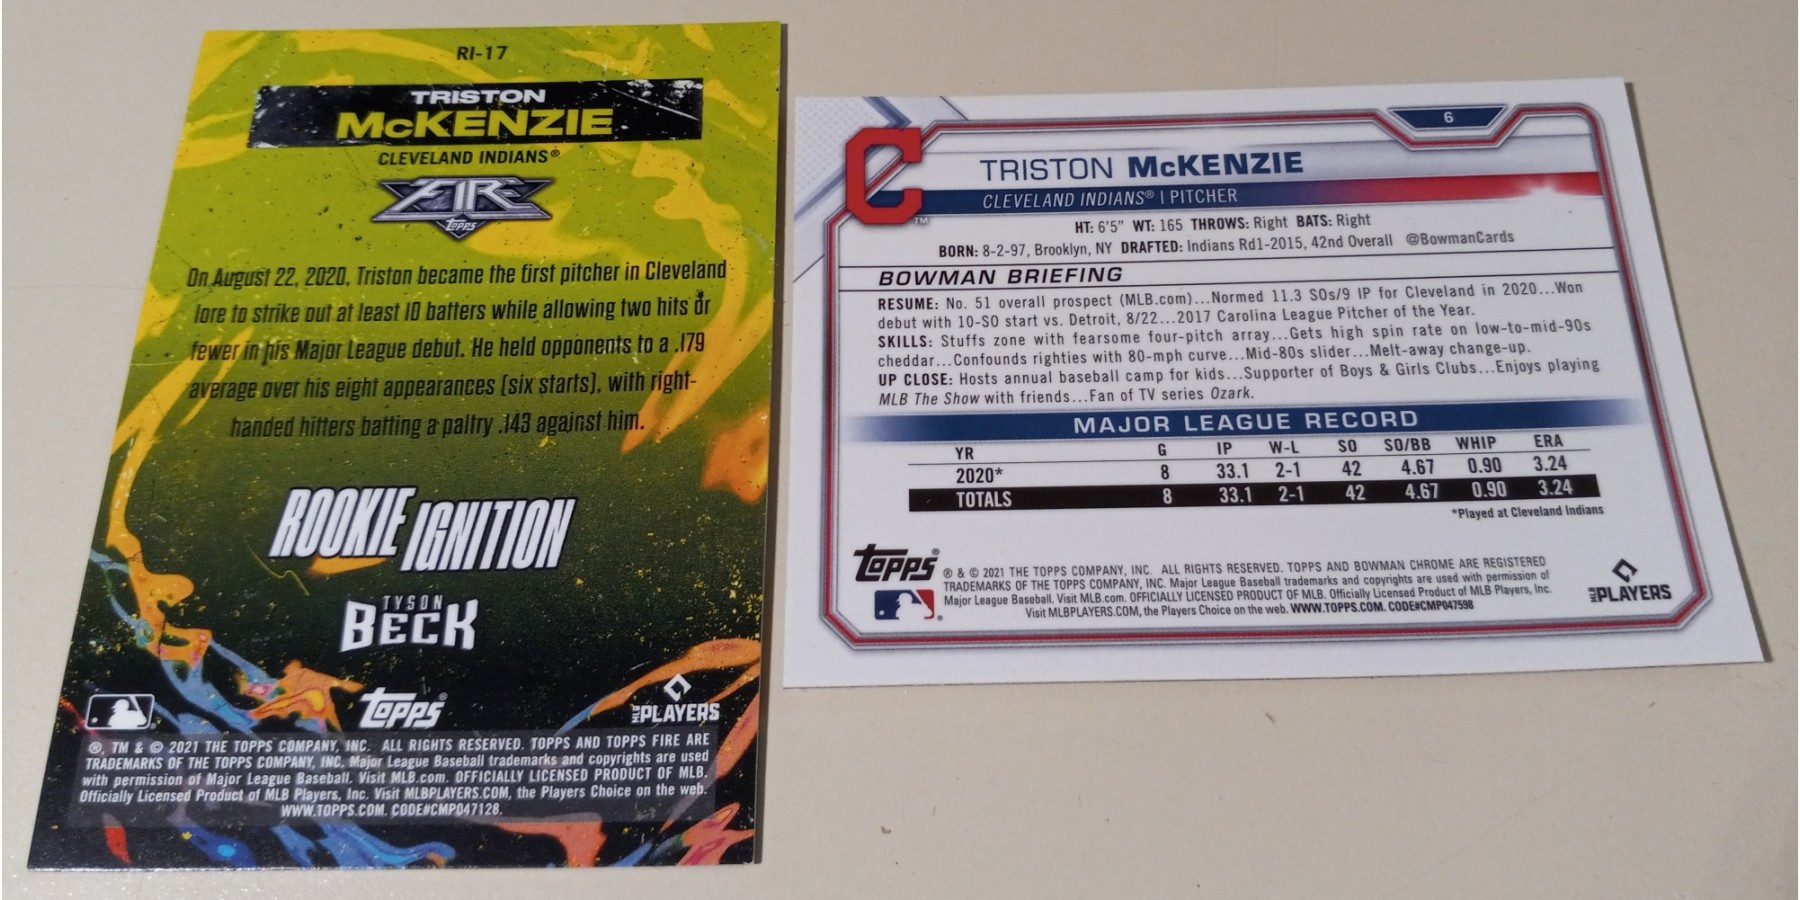 RI-17
TRISTON
McKENZIE
CLEVELAND INDIANS®
FIRE
Topps
On August 22, 2020, Triston became the first pitcher in Cleveland
lore to strike out at least 10 batters while allowing two hits or
fewer in his Major League debut. He held opponents to a .179
average over his eight appearances (six starts), with right-
handed hitters batting a paltry .143 against him.
ROOKIE IGNITION
TYSON
BECK
Topps®
MLB PLAYERS
®, TM & © 2021 THE TOPPS COMPANY, INC. ALL RIGHTS RESERVED. TOPPS AND TOPPS FIRE ARE
TRADEMARKS OF THE TOPPS COMPANY, INC. Major League Baseball trademarks and copyrights are used
with permission of Major League Baseball. Visit MLB.com. OFFICIALLY LICENSED PRODUCT OF MLB.
Officially Licensed Product of MLB Players, Inc. Visit MLBPLAYERS.COM, the Players Choice on the web.
WWW.TOPPS.COM. CODE#CMP047128.
6
C
TM
TRISTON McKENZIE
CLEVELAND INDIANS® | PITCHER
HT: 6'5" WT: 165 THROWS: Right BATS: Right
BORN: 8-2-97, Brooklyn, NY DRAFTED: Indians Rd1-2015, 42nd Overall @BowmanCards
BOWMAN BRIEFING
RESUME: No. 51 overall prospect (MLB.com)...Normed 11.3 SOs/9 IP for Cleveland in 2020...Won
debut with 10-SO start vs. Detroit, 8/22...2017 Carolina League Pitcher of the Year.
SKILLS: Stuffs zone with fearsome four-pitch array...Gets high spin rate on low-to-mid-90s
cheddar...Confounds righties with 80-mph curve...Mid-80s slider...Melt-away change-up.
UP CLOSE: Hosts annual baseball camp for kids...Supporter of Boys & Girls Clubs...Enjoys playing
MLB The Show with friends...Fan of TV series Ozark.
MAJOR LEAGUE RECORD
YR G IP W-L SO SO/BB WHIP ERA
2020* 8 33.1 2-1 42 4.67 0.90 3.24
TOTALS 8 33.1 2-1 42 4.67 0.90 3.24
*Played at Cleveland Indians
Topps®
® & © 2021 THE TOPPS COMPANY, INC. ALL RIGHTS RESERVED. TOPPS AND BOWMAN CHROME ARE REGISTERED
TRADEMARKS OF THE TOPPS COMPANY, INC. Major League Baseball trademarks and copyrights are used with permission of
Major League Baseball. Visit MLB.com. OFFICIALLY LICENSED PRODUCT OF MLB. Officially Licensed Product of MLB Players, Inc.
Visit MLBPLAYERS.COM, the Players Choice on the web. WWW.TOPPS.COM. CODE#CMP047598
MLB PLAYERS